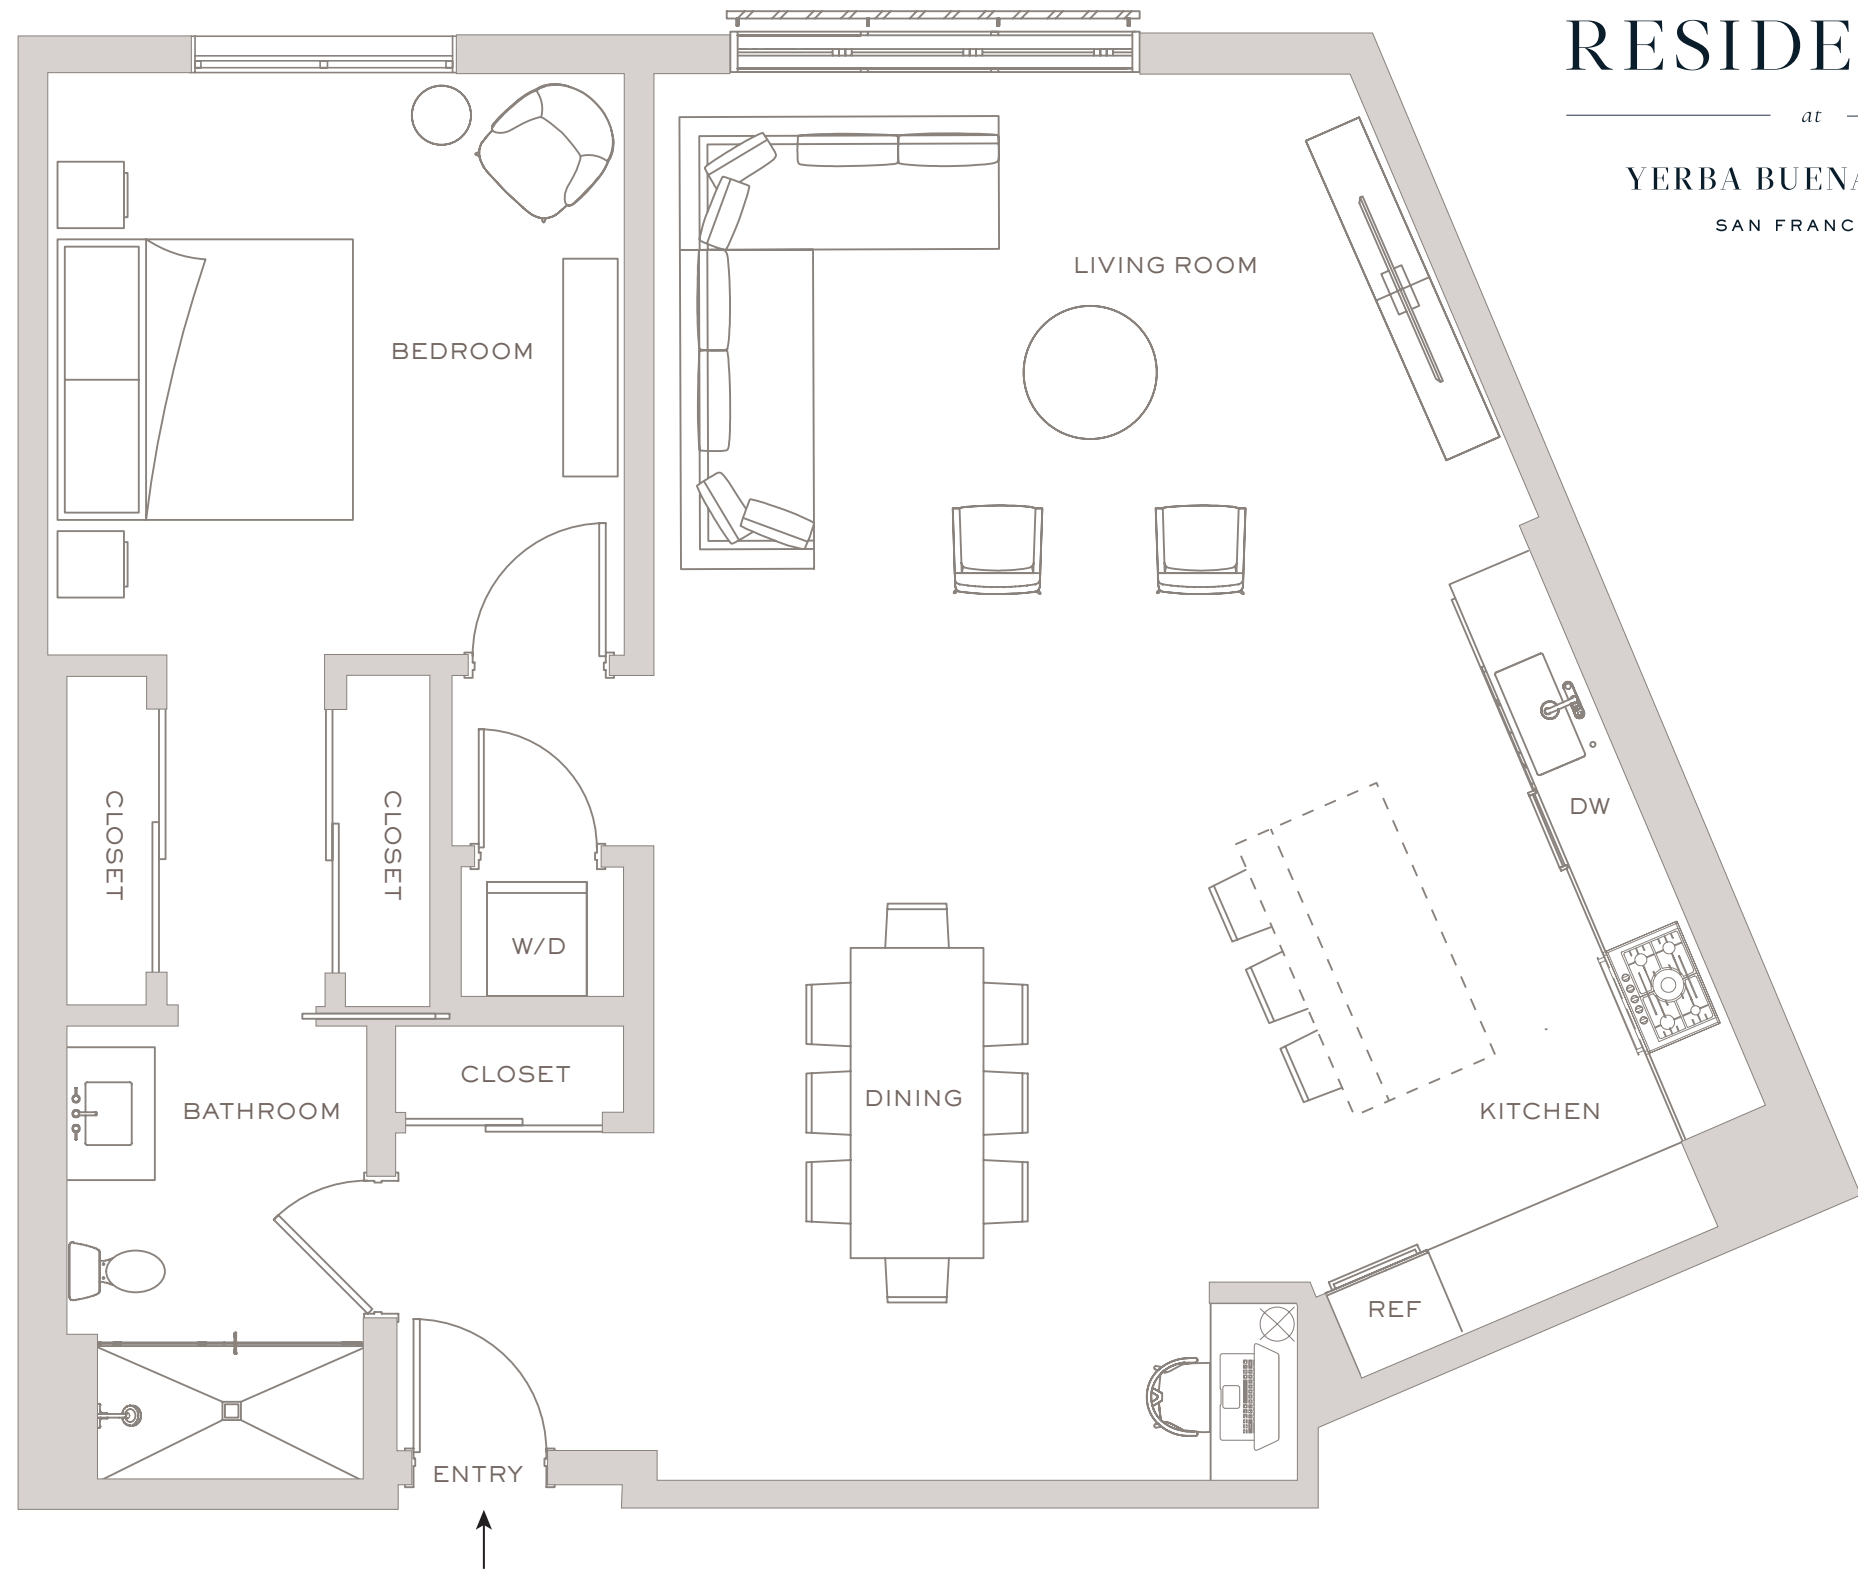 RESIDE
at
YERBA BUENA
SAN FRANC
LIVING ROOM
BEDROOM
CLOSET
CLOSET
DW
W/D
CLOSET
DINING
BATHROOM
KITCHEN
REF
ENTRY